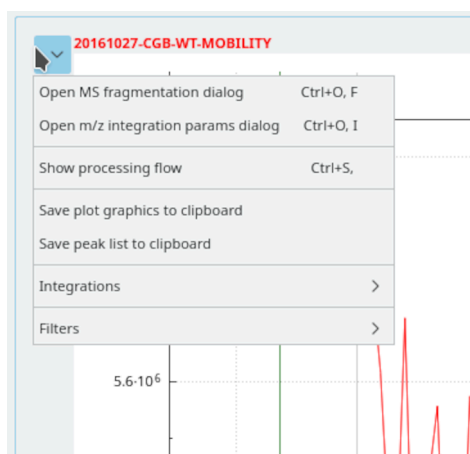 20161027-CGB-WT-MOBILITY
Open MS fragmentation dialog Ctrl+O, F
Open m/z integration params dialog Ctrl+O, I
Show processing flow Ctrl+S,
Save plot graphics to clipboard
Save peak list to clipboard
Integrations
Filters
5.6·10⁶